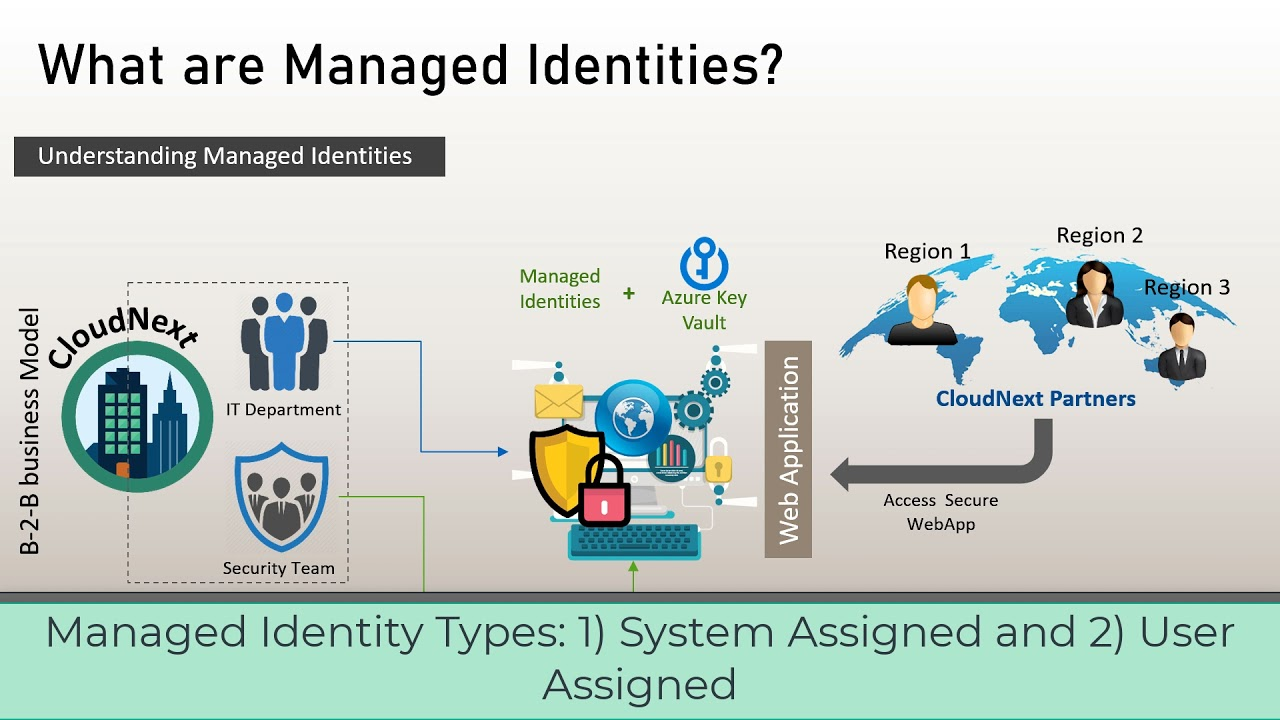 What are Managed Identities?
Understanding Managed Identities
B-2-B business Model
CloudNext
IT Department
Security Team
Managed
Identities
+
Azure Key
Vault
Web Application
Region 1
Region 2
Region 3
CloudNext Partners
Access Secure
WebApp
Managed Identity Types: 1) System Assigned and 2) User
Assigned